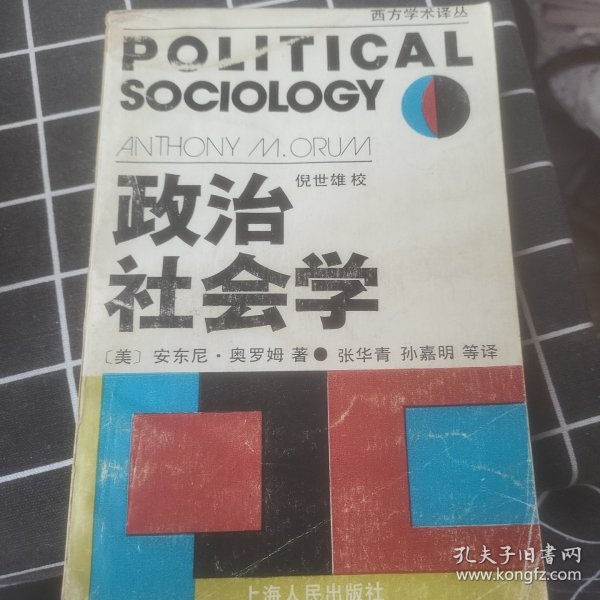 西方学术译丛
POLITICAL
SOCIOLOGY
ANTHONY M. ORUM
倪世雄 校
政治
社会学
〔美〕安东尼·奥罗姆 著●张华青 孙嘉明 等译
上海人民出版社
孔夫子旧书网
www.kongfz.com